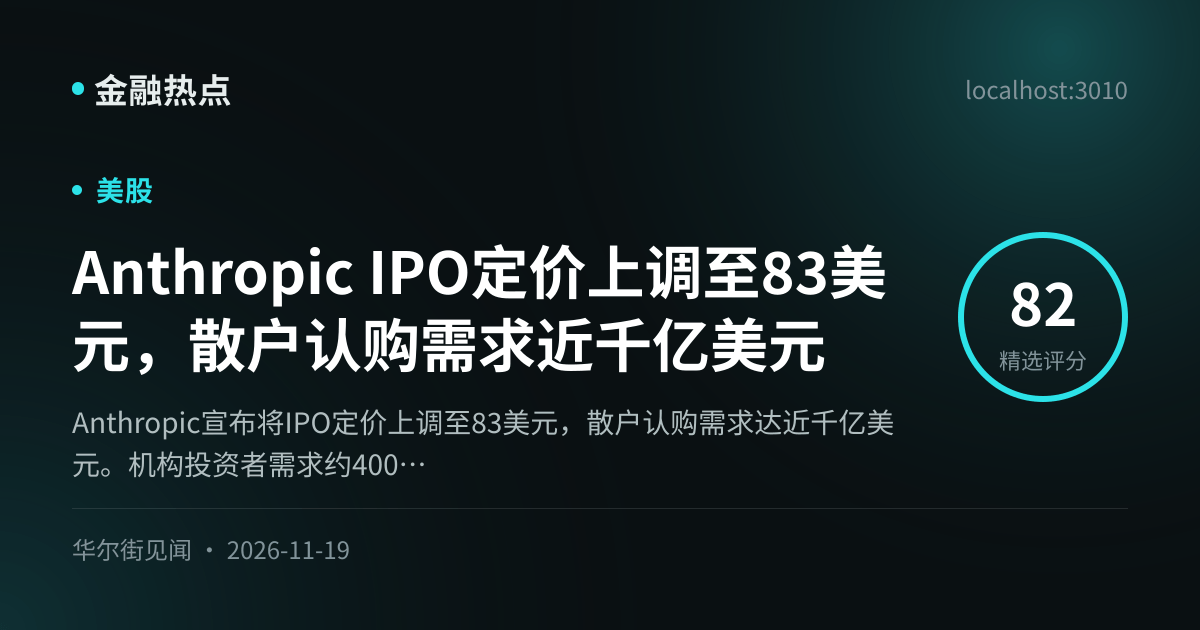 金融热点
localhost:3010
美股
Anthropic IPO定价上调至83美
元，散户认购需求近千亿美元
82
精选评分
Anthropic宣布将IPO定价上调至83美元，散户认购需求达近千亿美
元。机构投资者需求约400…
华尔街见闻 · 2026-11-19